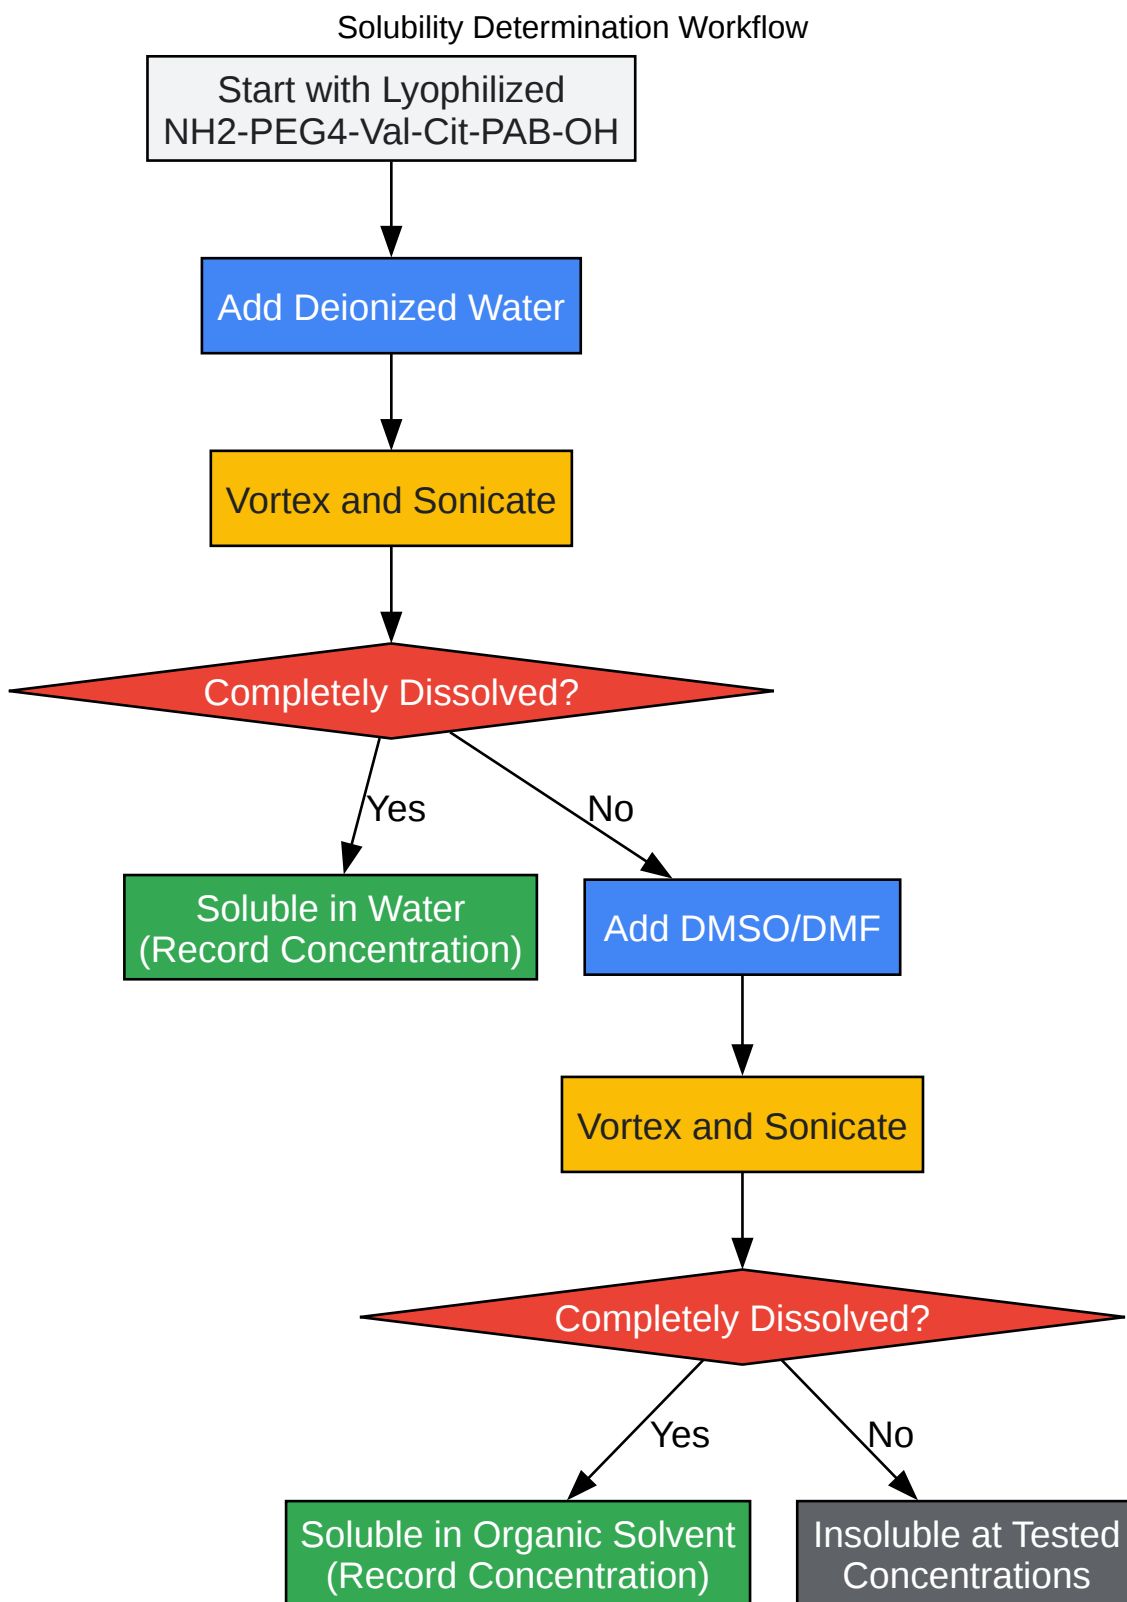 Solubility Determination Workflow
Start with Lyophilized
NH2-PEG4-Val-Cit-PAB-OH
Add Deionized Water
Vortex and Sonicate
Completely Dissolved?
Yes
No
Soluble in Water
(Record Concentration)
Add DMSO/DMF
Vortex and Sonicate
Completely Dissolved?
Yes
No
Soluble in Organic Solvent
(Record Concentration)
Insoluble at Tested
Concentrations